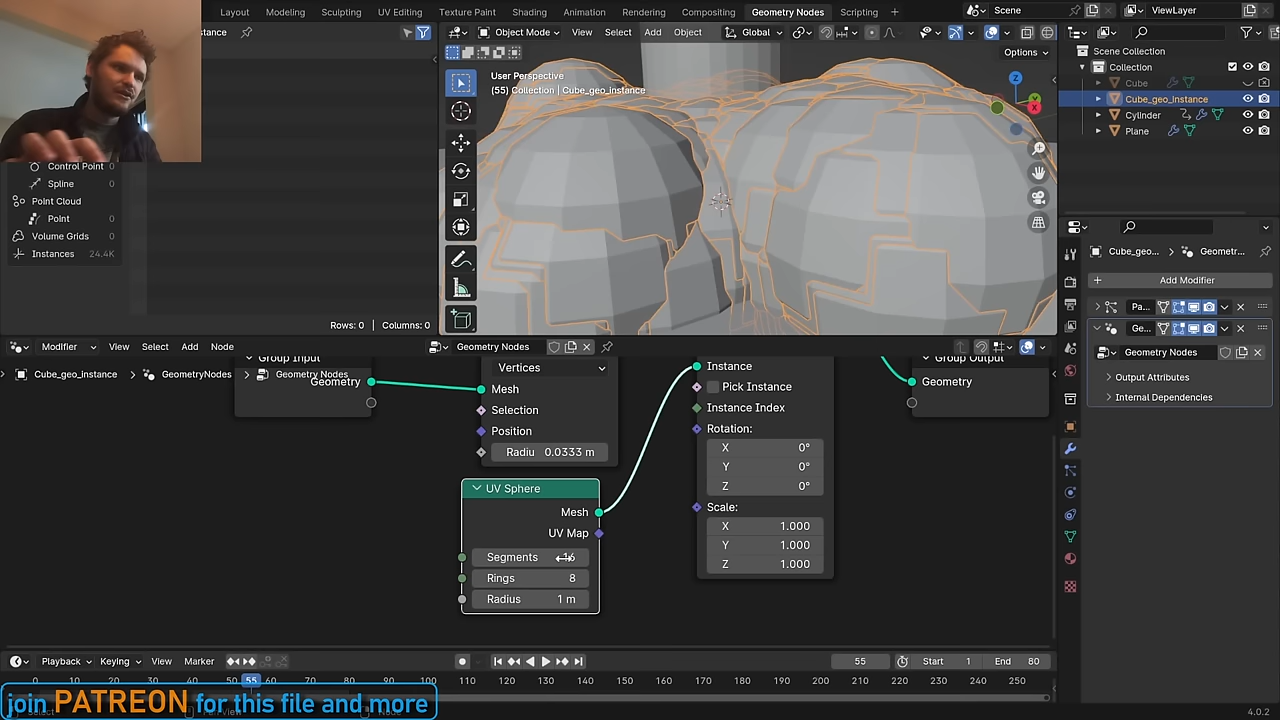 Layout Modeling Sculpting UV Editing Texture Paint Shading Animation Rendering Compositing Geometry Nodes Scripting Scene ViewLayer
stance Object Mode View Select Add Object Global
Options
User Perspective
(55) Collection | Cube_geo_instance
Scene Collection
Collection
Cube
Cube_geo_instance
Cylinder
Plane
Control Point 0
Spline 0
Point Cloud
Point 0
Volume Grids 0
Instances 24.4K
Rows: 0 | Columns: 0
Cube_geo... Geometr...
Add Modifier
Pa...
Ge...
Geometry Nodes
Output Attributes
Internal Dependencies
Modifier View Select Add Node Geometry Nodes
Cube_geo_instance GeometryNodes Geometry Nodes
Group Input
Geometry
Vertices
Mesh
Selection
Position
Radiu 0.0333 m
UV Sphere
Mesh
UV Map
Segments 16
Rings 8
Radius 1 m
Instance
Pick Instance
Instance Index
Rotation:
X 0°
Y 0°
Z 0°
Scale:
X 1.000
Y 1.000
Z 1.000
Group Output
Geometry
Playback Keying View Marker 55 Start 1 End 80
0 10 20 30 40 50 55 60 70 80 90 100 110 120 130 140 150 160 170 180 190 200 210 220 230 240 250
join PATREON for this file and more
4.0.2